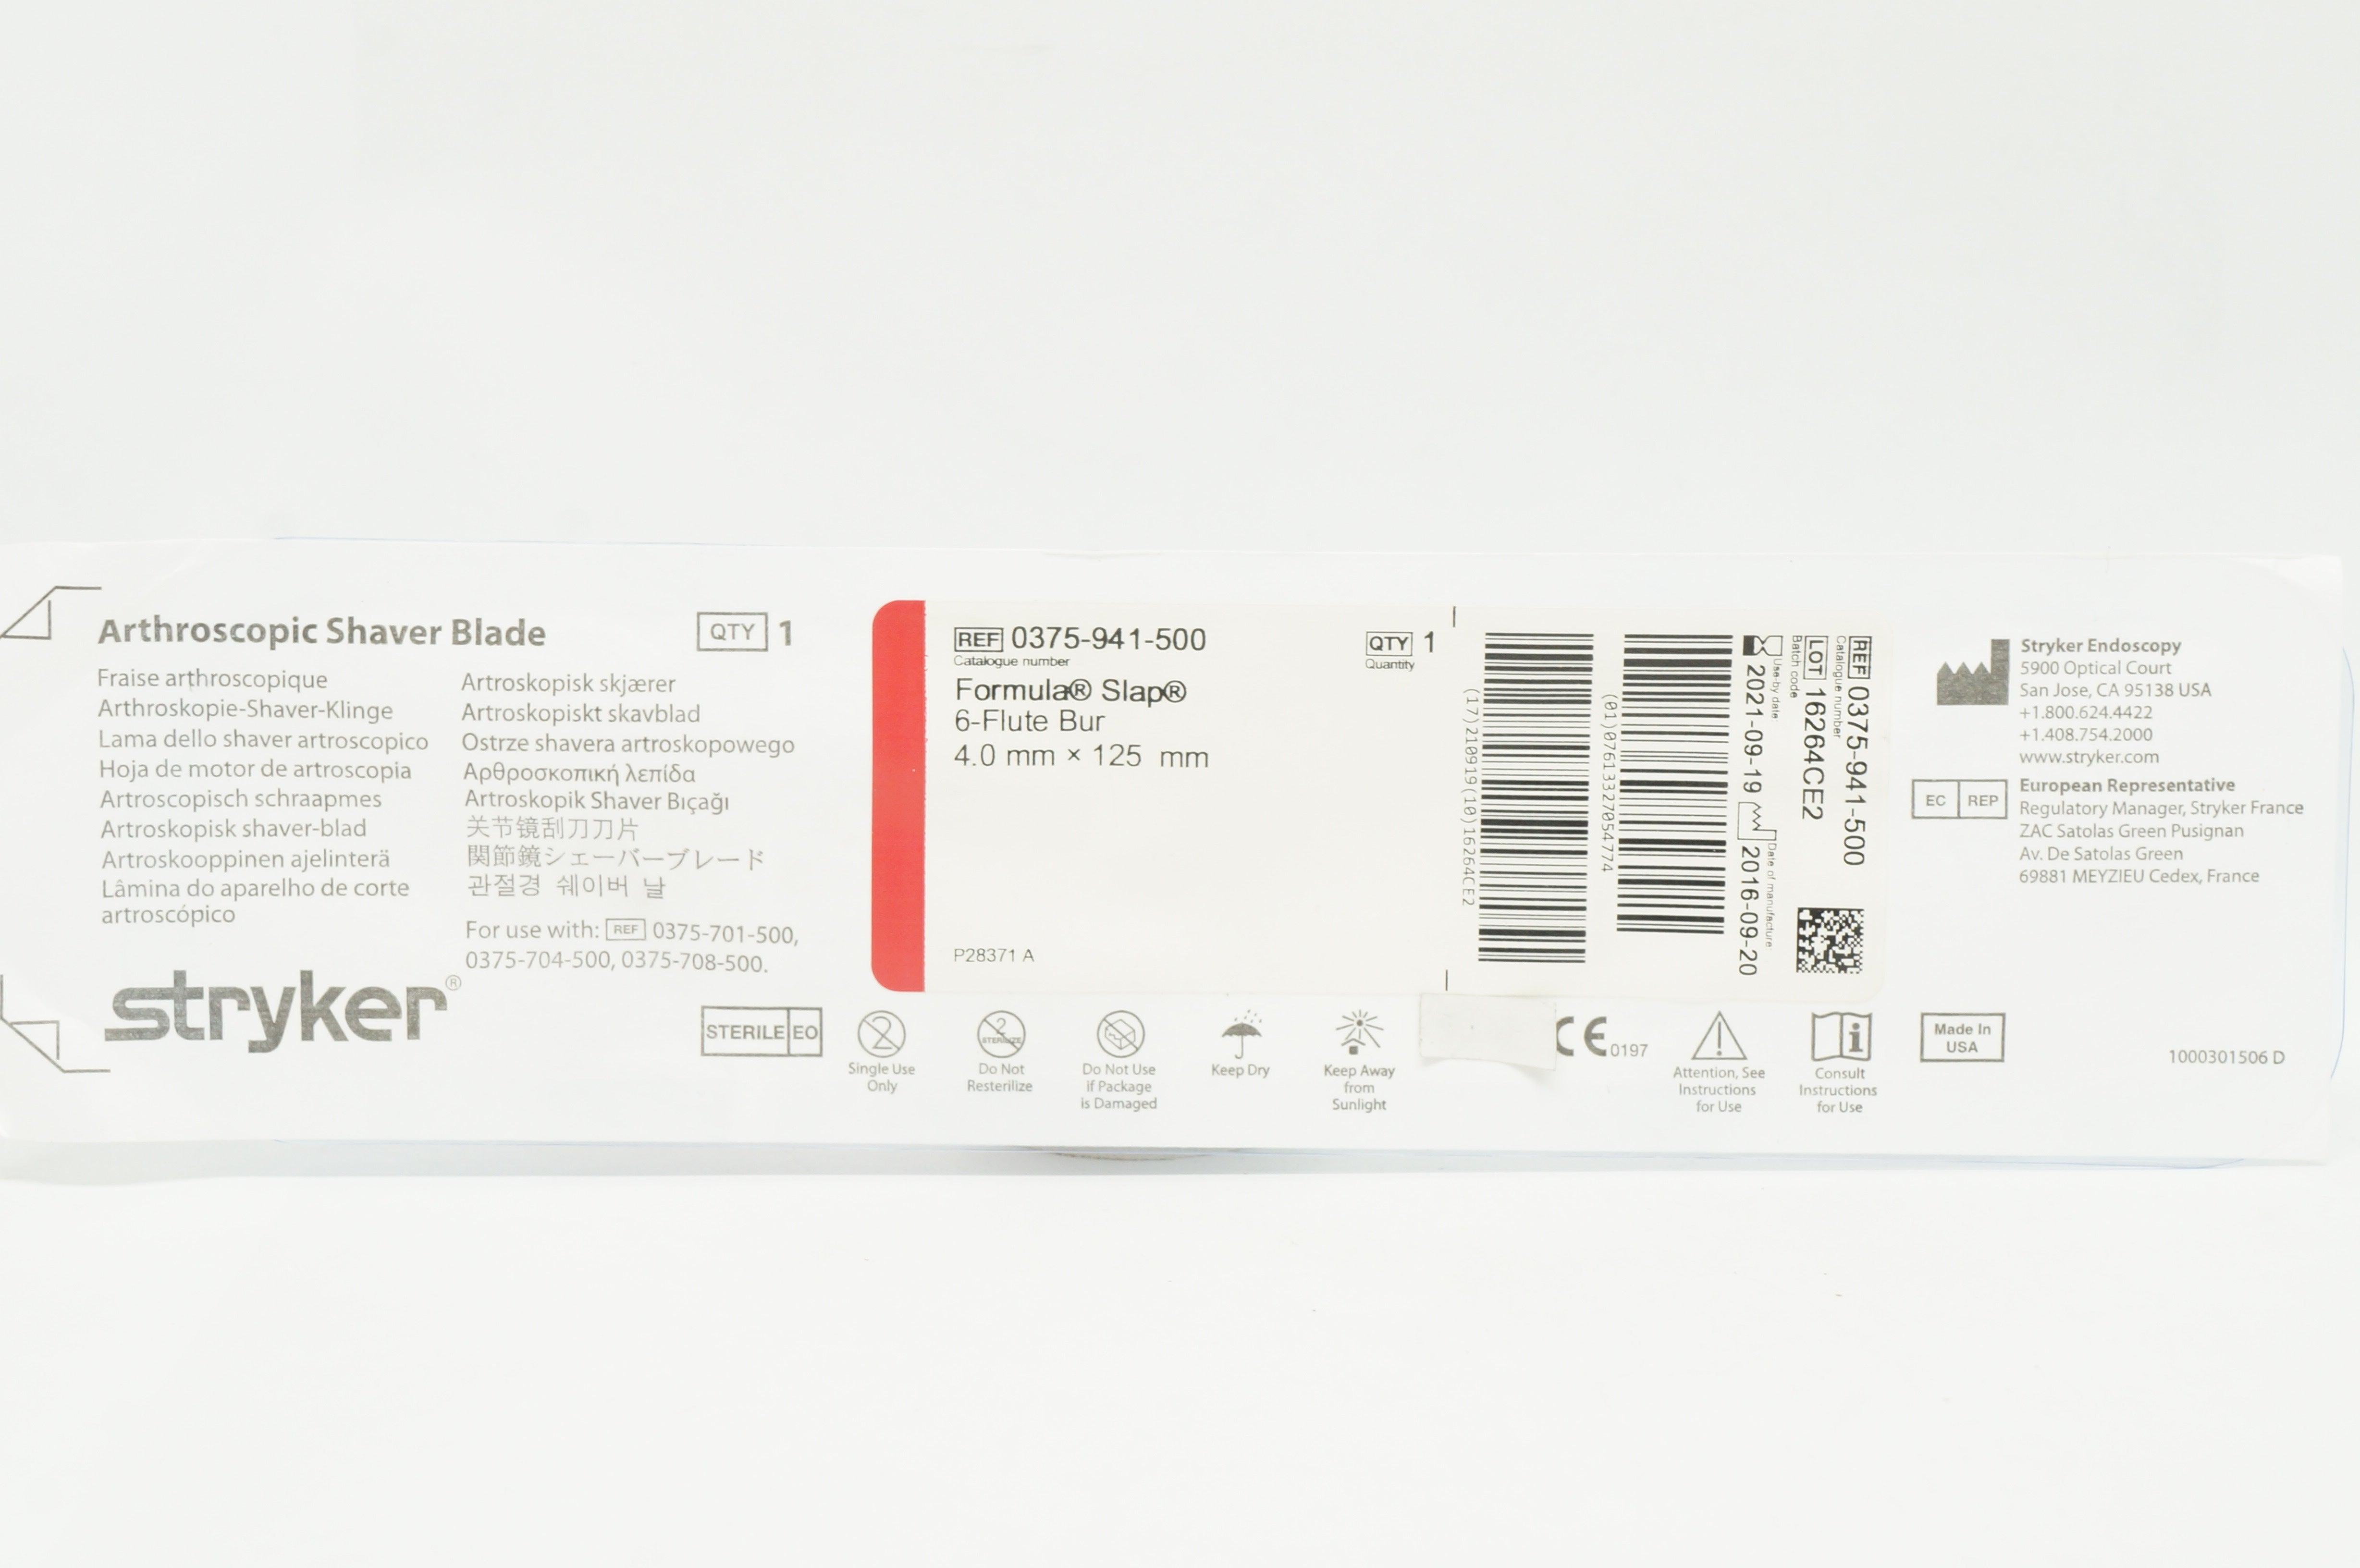 Arthroscopic Shaver Blade
QTY 1
Fraise arthroscopique
Arthroskopie-Shaver-Klinge
Lama dello shaver artroscopico
Hoja de motor de artroscopia
Artroscopisch schraapmes
Artroskopisk shaver-blad
Artroskooppinen ajelinterä
Lâmina do aparelho de corte
artroscópico
Artroskopisk skjærer
Artroskopiskt skavblad
Ostrze shavera artroskopowego
Αρθροσκοπική λεπίδα
Artroskopik Shaver Bıçağı
关节镜刮刀刀片
関節鏡シェーバーブレード
관절경 쉐이버 날
For use with: REF 0375-701-500,
0375-704-500, 0375-708-500.
stryker®
REF 0375-941-500
Catalogue number
Formula® Slap®
6-Flute Bur
4.0 mm × 125 mm
P28371 A
QTY 1
Quantity
(17)210919(10)16264CE2
(01)07613327054774
REF 0375-941-500
Catalogue number
LOT 16264CE2
Batch code
Use-by date
2021-09-19
Date of manufacture
2016-09-20
Stryker Endoscopy
5900 Optical Court
San Jose, CA 95138 USA
+1.800.624.4422
+1.408.754.2000
www.stryker.com
EC REP
European Representative
Regulatory Manager, Stryker France
ZAC Satolas Green Pusignan
Av. De Satolas Green
69881 MEYZIEU Cedex, France
STERILE EO
2
Single Use
Only
2
STERILIZE
Do Not
Resterilize
Do Not Use
if Package
is Damaged
Keep Dry
Keep Away
from
Sunlight
CE 0197
Attention, See
Instructions
for Use
Consult
Instructions
for Use
Made In
USA
1000301506 D